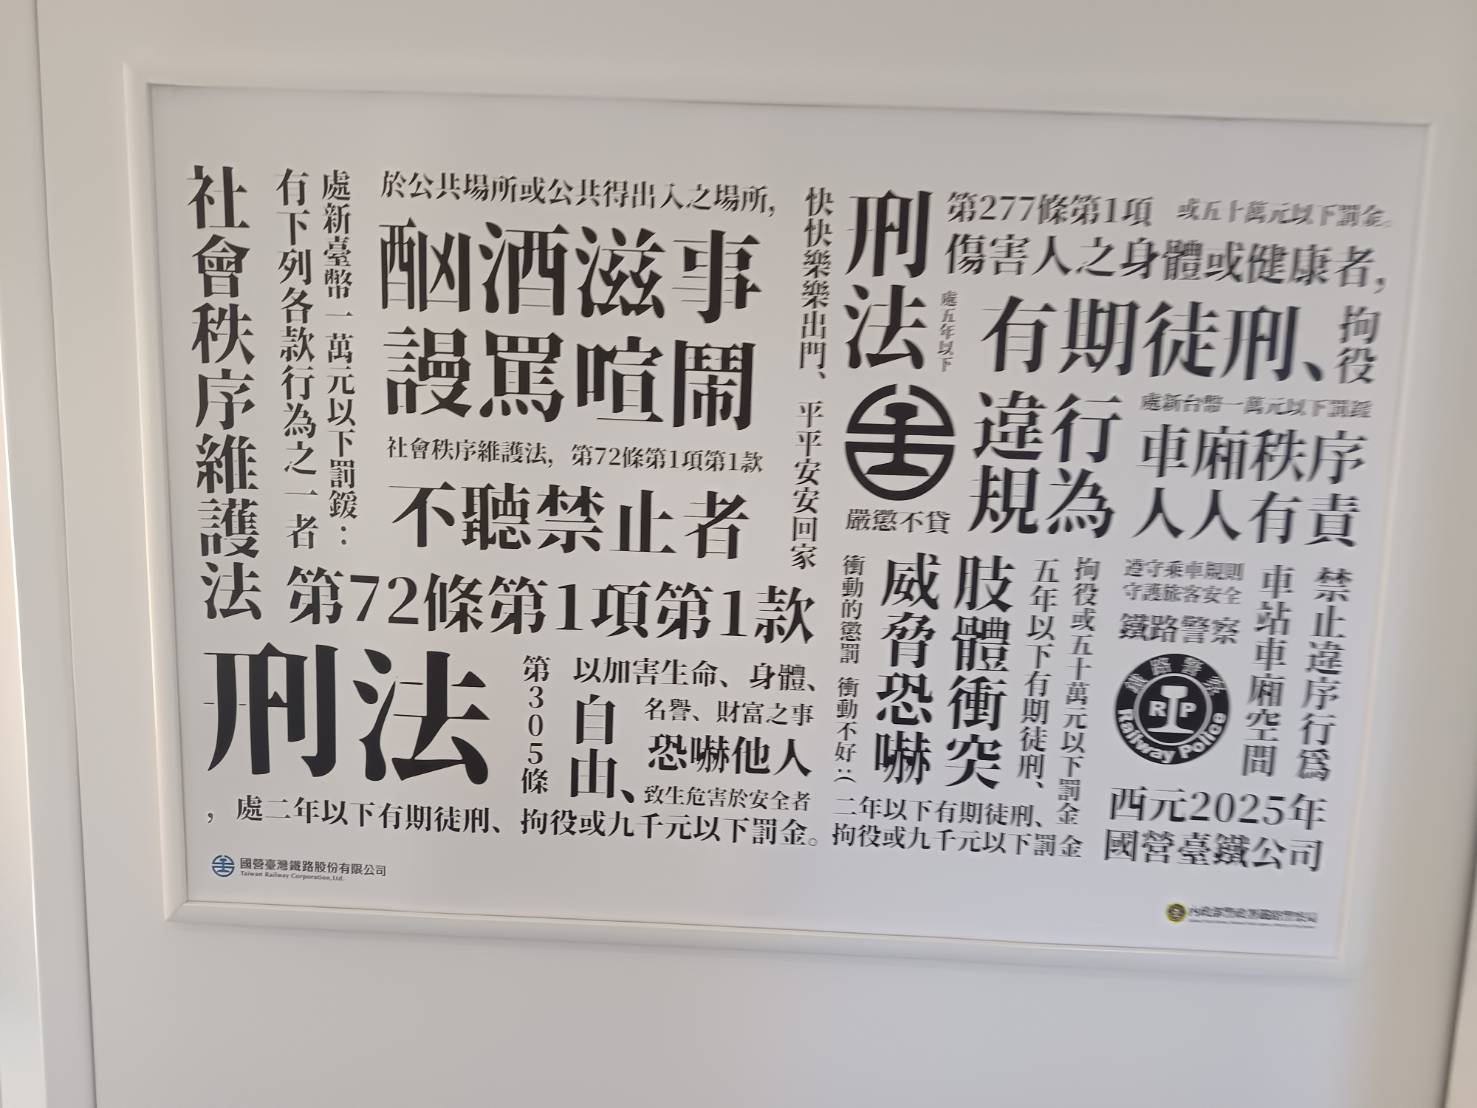 社會秩序維護法
有下列各款行為之一者
處新臺幣一萬元以下罰鍰：
於公共場所或公共得出入之場所，
酗酒滋事
謾罵喧鬧
社會秩序維護法，第72條第1項第1款
不聽禁止者
第72條第1項第1款
快快樂樂出門、平平安安回家
刑法
第305條
以加害生命、身體、
自由、
名譽、財富之事
恐嚇他人
致生危害於安全者
，處二年以下有期徒刑、拘役或九千元以下罰金。
刑法
第277條第1項
或五十萬元以下罰金。
傷害人之身體或健康者，
處五年以下
有期徒刑、
拘役
嚴懲不貸
違行
規為
處新台幣一萬元以下罰鍰
車廂秩序
人人有責
衝動的懲罰 衝動不好:(
威脅恐嚇
肢體衝突
五年以下有期徒刑、
拘役或五十萬元以下罰金
二年以下有期徒刑、
拘役或九千元以下罰金
遵守乘車規則
守護旅客安全
鐵路警察
鐵路警察
RP
Railway Police
車站車廂空間
禁止違序行爲
西元2025年
國營臺鐵公司
國營臺灣鐵路股份有限公司
Taiwan Railway Corporation,Ltd.
內政部警政署鐵路警察局